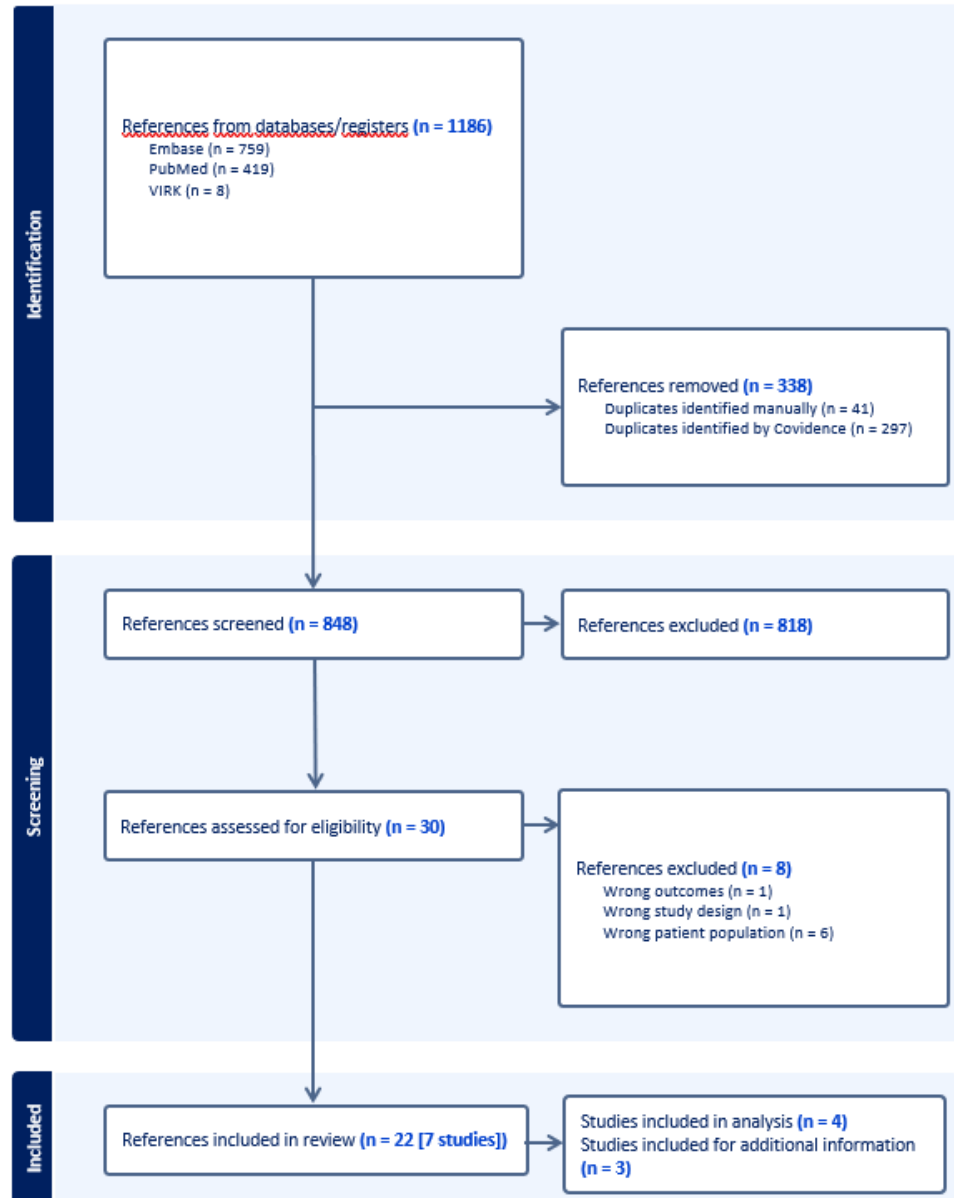 Identification
References from databases/registers (n = 1186)
Embase (n = 759)
PubMed (n = 419)
VIRK (n = 8)
References removed (n = 338)
Duplicates identified manually (n = 41)
Duplicates identified by Covidence (n = 297)
Screening
References screened (n = 848)
References excluded (n = 818)
References assessed for eligibility (n = 30)
References excluded (n = 8)
Wrong outcomes (n = 1)
Wrong study design (n = 1)
Wrong patient population (n = 6)
Included
References included in review (n = 22 [7 studies])
Studies included in analysis (n = 4)
Studies included for additional information
(n = 3)